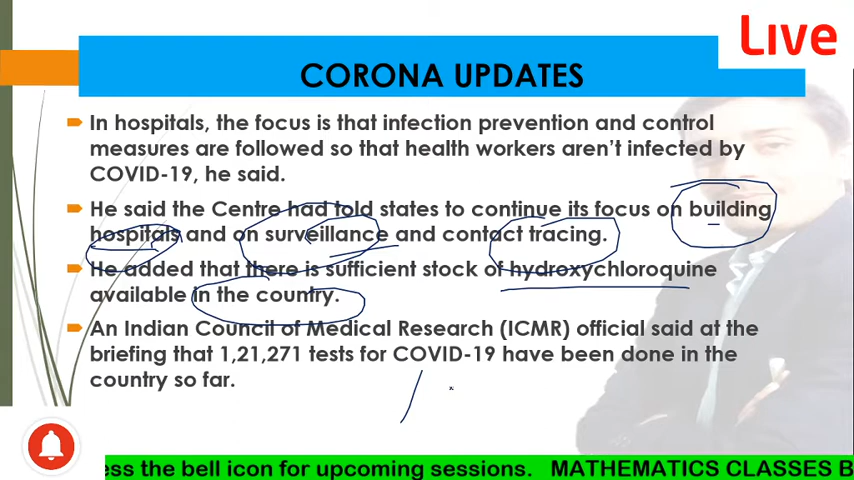 Live
CORONA UPDATES
In hospitals, the focus is that infection prevention and control
measures are followed so that health workers aren't infected by
COVID-19, he said.
He said the Centre had told states to continue its focus on building
hospitals and on surveillance and contact tracing.
He added that there is sufficient stock of hydroxychloroquine
available in the country.
An Indian Council of Medical Research (ICMR) official said at the
briefing that 1,21,271 tests for COVID-19 have been done in the
country so far.
ess the bell icon for upcoming sessions. MATHEMATICS CLASSES B